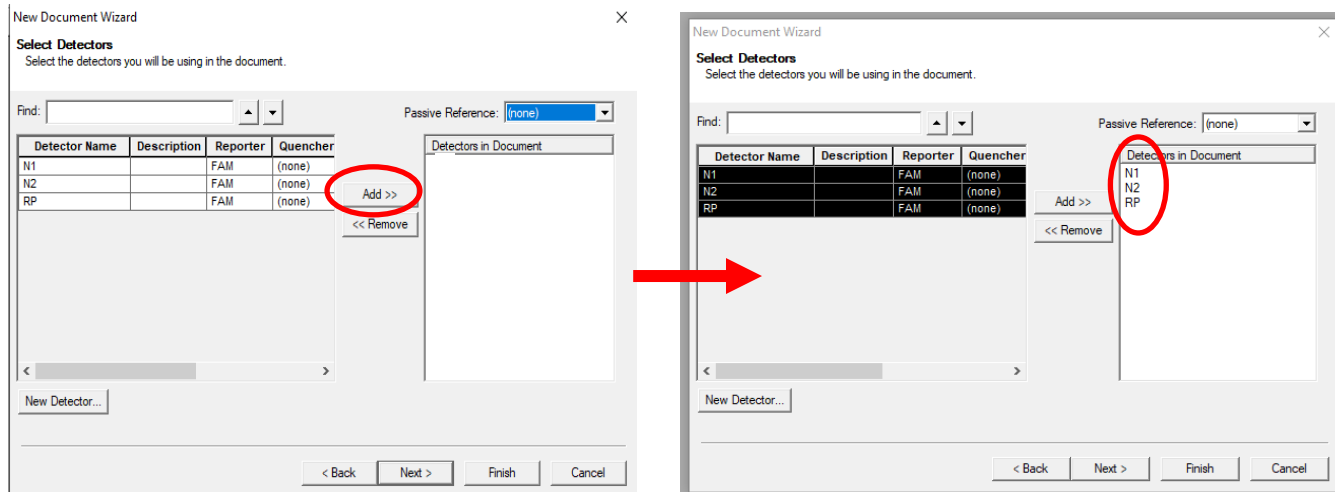 New Document Wizard
Select Detectors
Select the detectors you will be using in the document.
Find:
Passive Reference: (none)
Detector Name Description Reporter Quencher
N1 FAM (none)
N2 FAM (none)
RP FAM (none)
Add >>
<< Remove
Detectors in Document
New Detector...
< Back Next > Finish Cancel
New Document Wizard
Select Detectors
Select the detectors you will be using in the document.
Find:
Passive Reference: (none)
Detector Name Description Reporter Quencher
N1 FAM (none)
N2 FAM (none)
RP FAM (none)
Add >>
<< Remove
Detectors in Document
N1
N2
RP
New Detector...
< Back Next > Finish Cancel